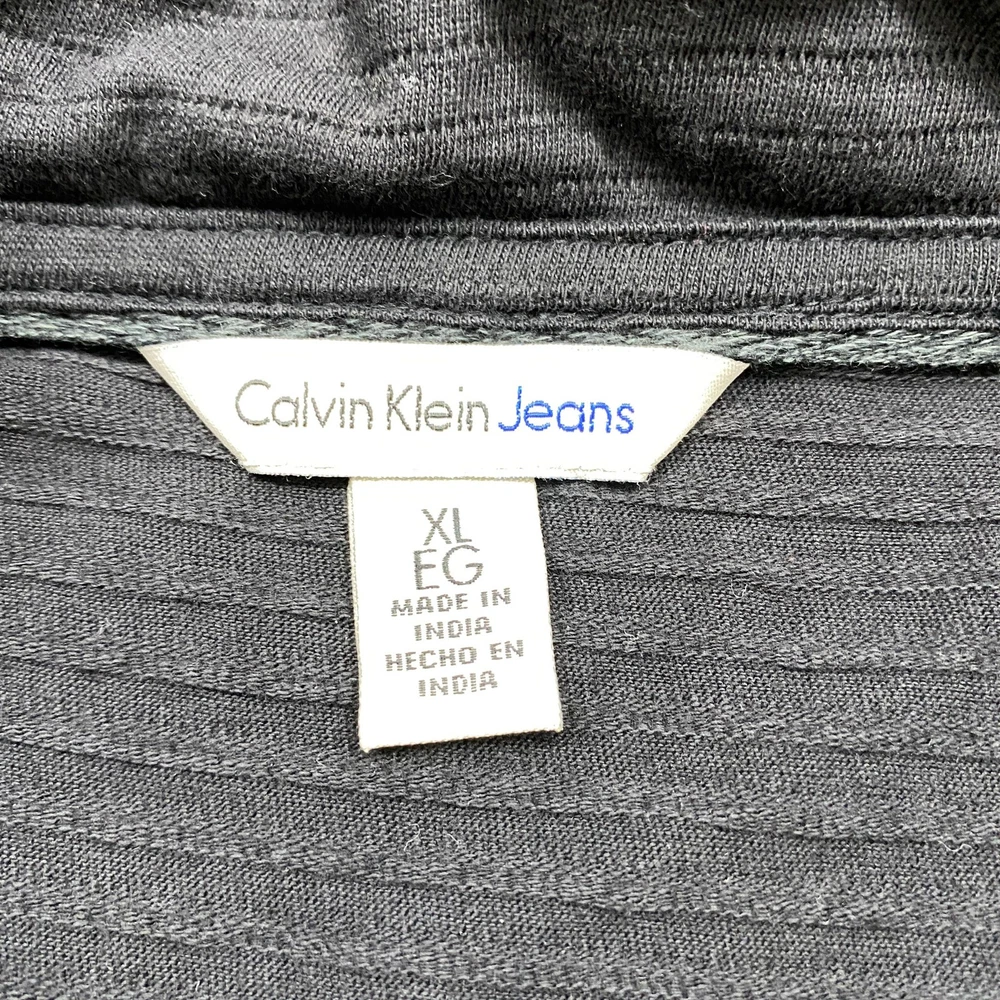 Calvin Klein Jeans
XL
EG
MADE IN
INDIA
HECHO EN
INDIA